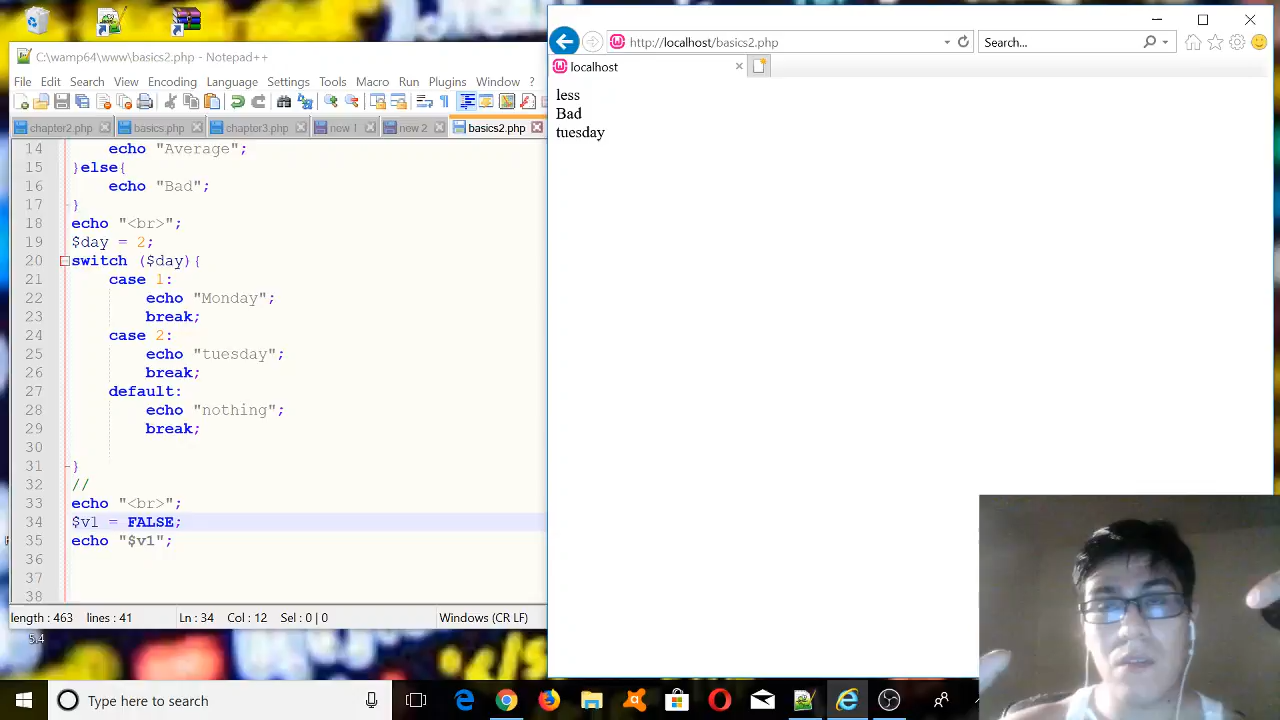 C:\wamp64\www\basics2.php - Notepad++
File Edit Search View Encoding Language Settings Tools Macro Run Plugins Window ?
chapter2.php basics.php chapter3.php new 1 new 2 basics2.php
14 echo "Average";
15 }else{
16 echo "Bad";
17 }
18 echo "<br>";
19 $day = 2;
20 switch ($day){
21 case 1:
22 echo "Monday";
23 break;
24 case 2:
25 echo "tuesday";
26 break;
27 default:
28 echo "nothing";
29 break;
30
31 }
32 //
33 echo "<br>";
34 $v1 = FALSE;
35 echo "$v1";
36
37
38
length : 463 lines : 41 Ln : 34 Col : 12 Sel : 0 | 0 Windows (CR LF)
5.4
http://localhost/basics2.php
Search...
localhost
less
Bad
tuesday
Type here to search